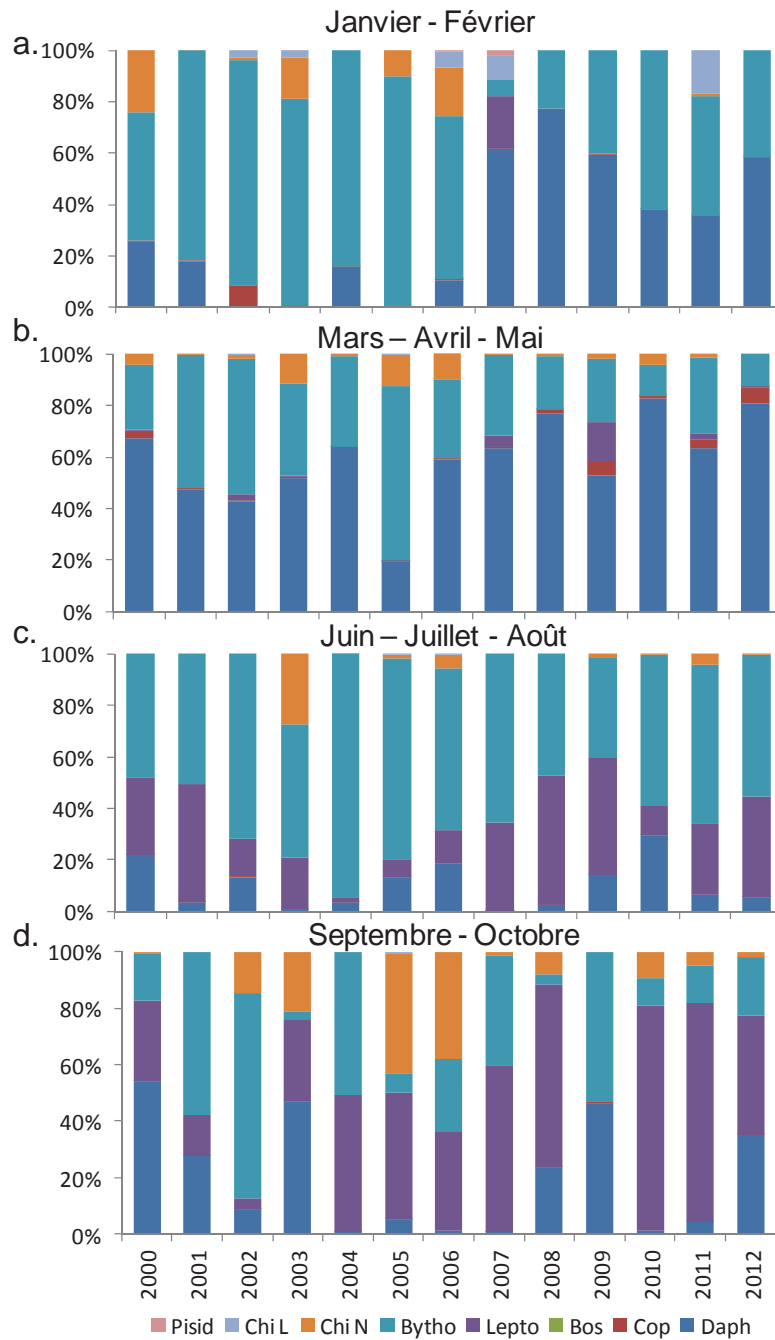 Janvier - Février
a.
100%
80%
60%
40%
20%
0%
Mars – Avril - Mai
b.
100%
80%
60%
40%
20%
0%
Juin – Juillet - Août
c.
100%
80%
60%
40%
20%
0%
Septembre - Octobre
d.
100%
80%
60%
40%
20%
0%
2000 2001 2002 2003 2004 2005 2006 2007 2008 2009 2010 2011 2012
Pisid Chi L Chi N Bytho Lepto Bos Cop Daph